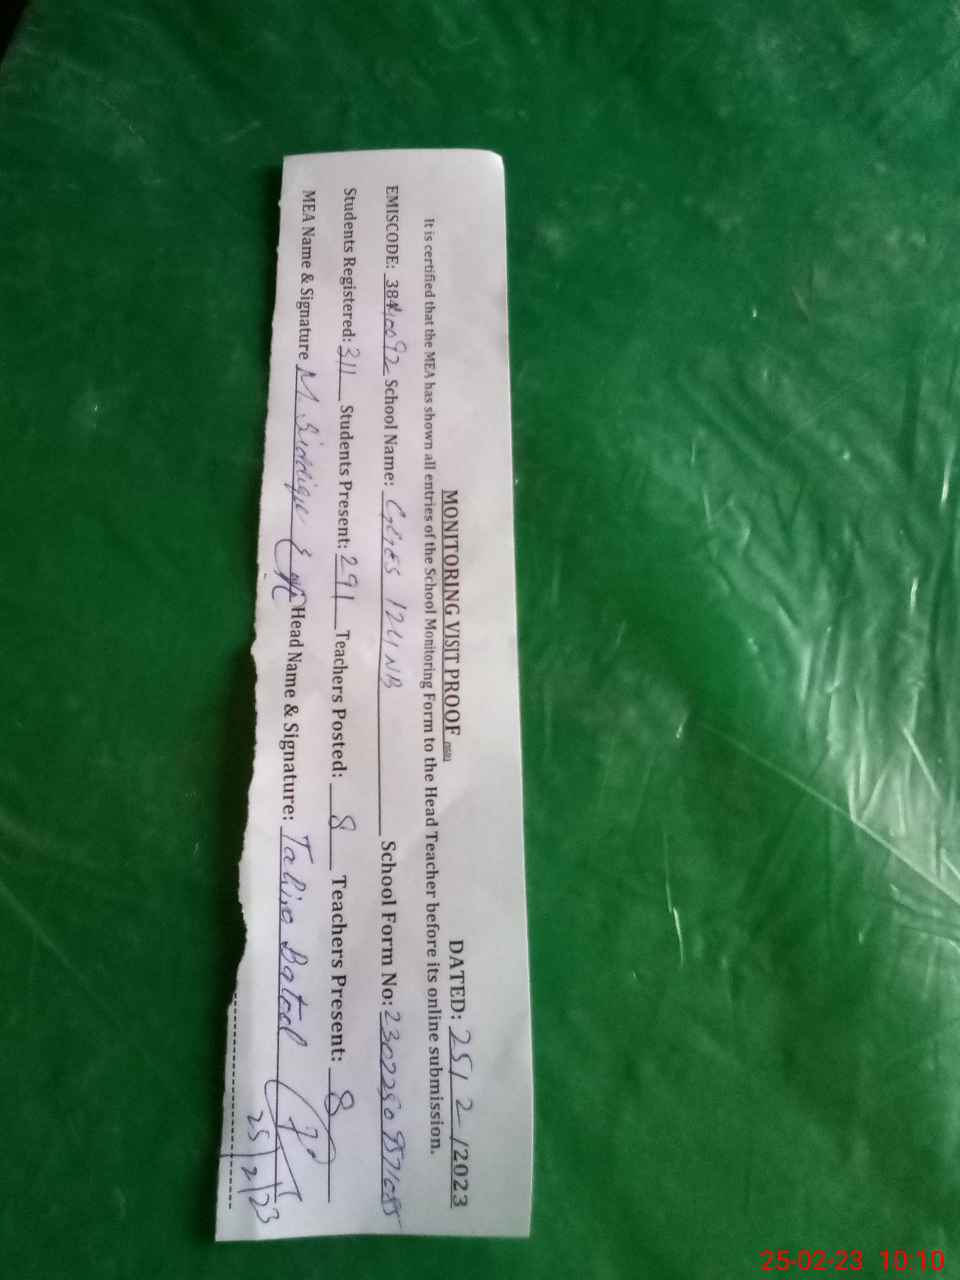 MONITORING VISIT PROOF DATED: 25/2/2023
It is certified that the MEA has shown all entries of the School Monitoring Form to the Head Teacher before its online submission.
EMISCODE: 38410092 School Name: School Form No:
Students Registered: 311 Students Present: 291 Teachers Posted: 8 Teachers Present: 8
MEA Name & Signature M. Siddique Head Name & Signature: Batool
25/2/23
25-02-23 10:10